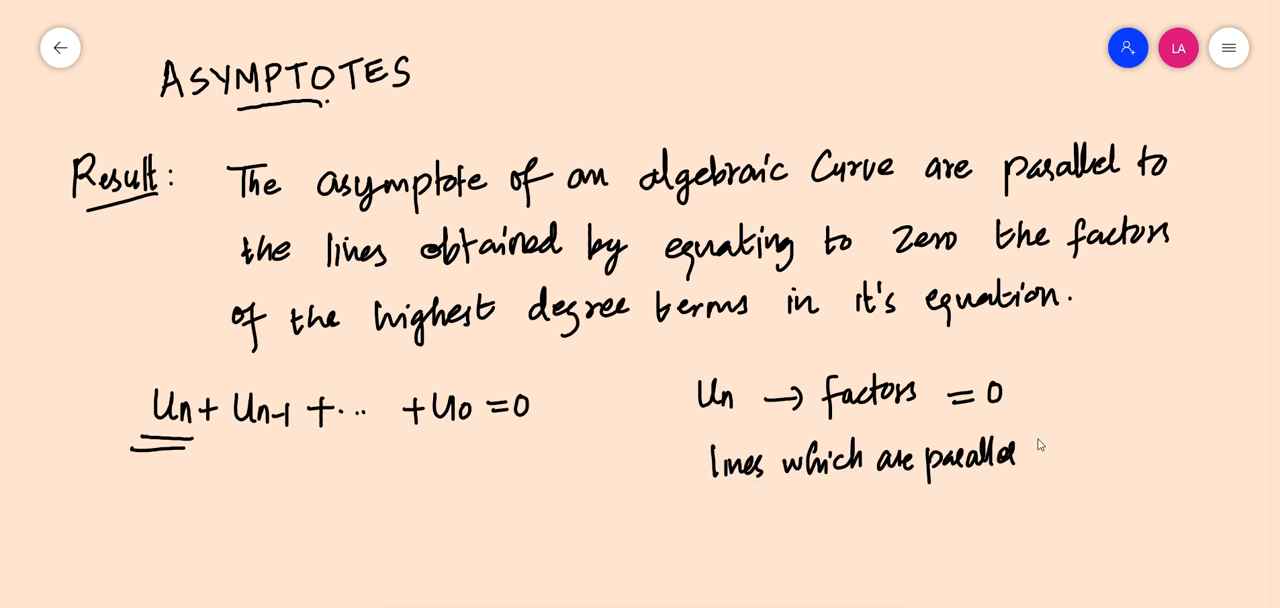 LA
ASYMPTOTES
Result: The asymptote of an algebraic Curve are parallel to
the lines obtained by equating to zero the factors
of the highest degree terms in it's equation.
Un + Un-1 + ... + U0 = 0
Un → factors = 0
lines which are parallel